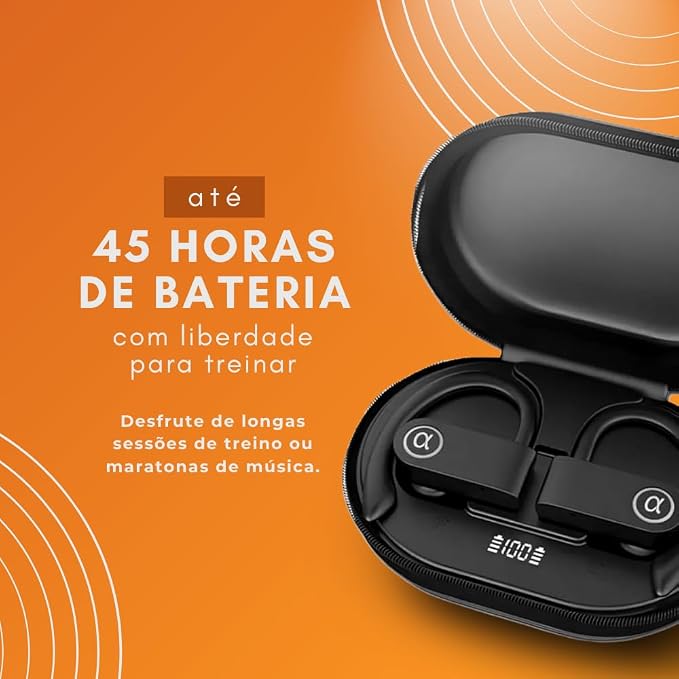 até
45 HORAS
DE BATERIA
com liberdade
para treinar
Desfrute de longas
sessões de treino ou
maratonas de música.
α
α
100